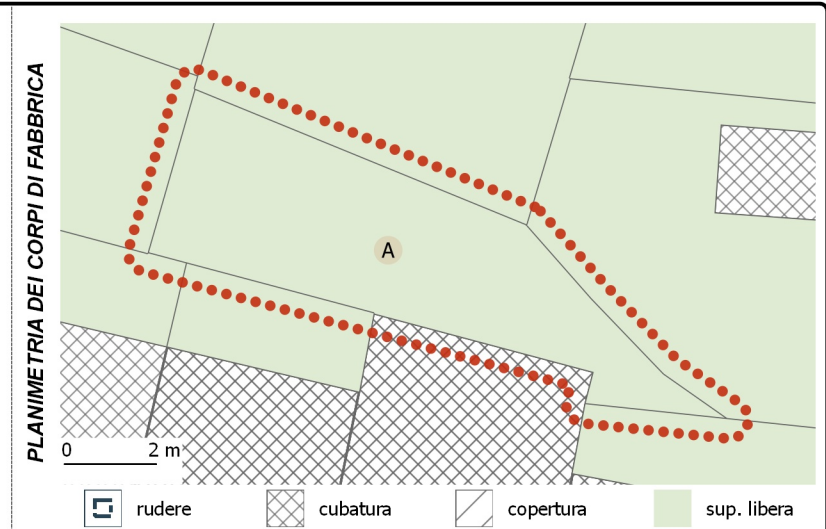 PLANIMETRIA DEI CORPI DI FABBRICA
A
0 2 m
rudere cubatura copertura sup. libera